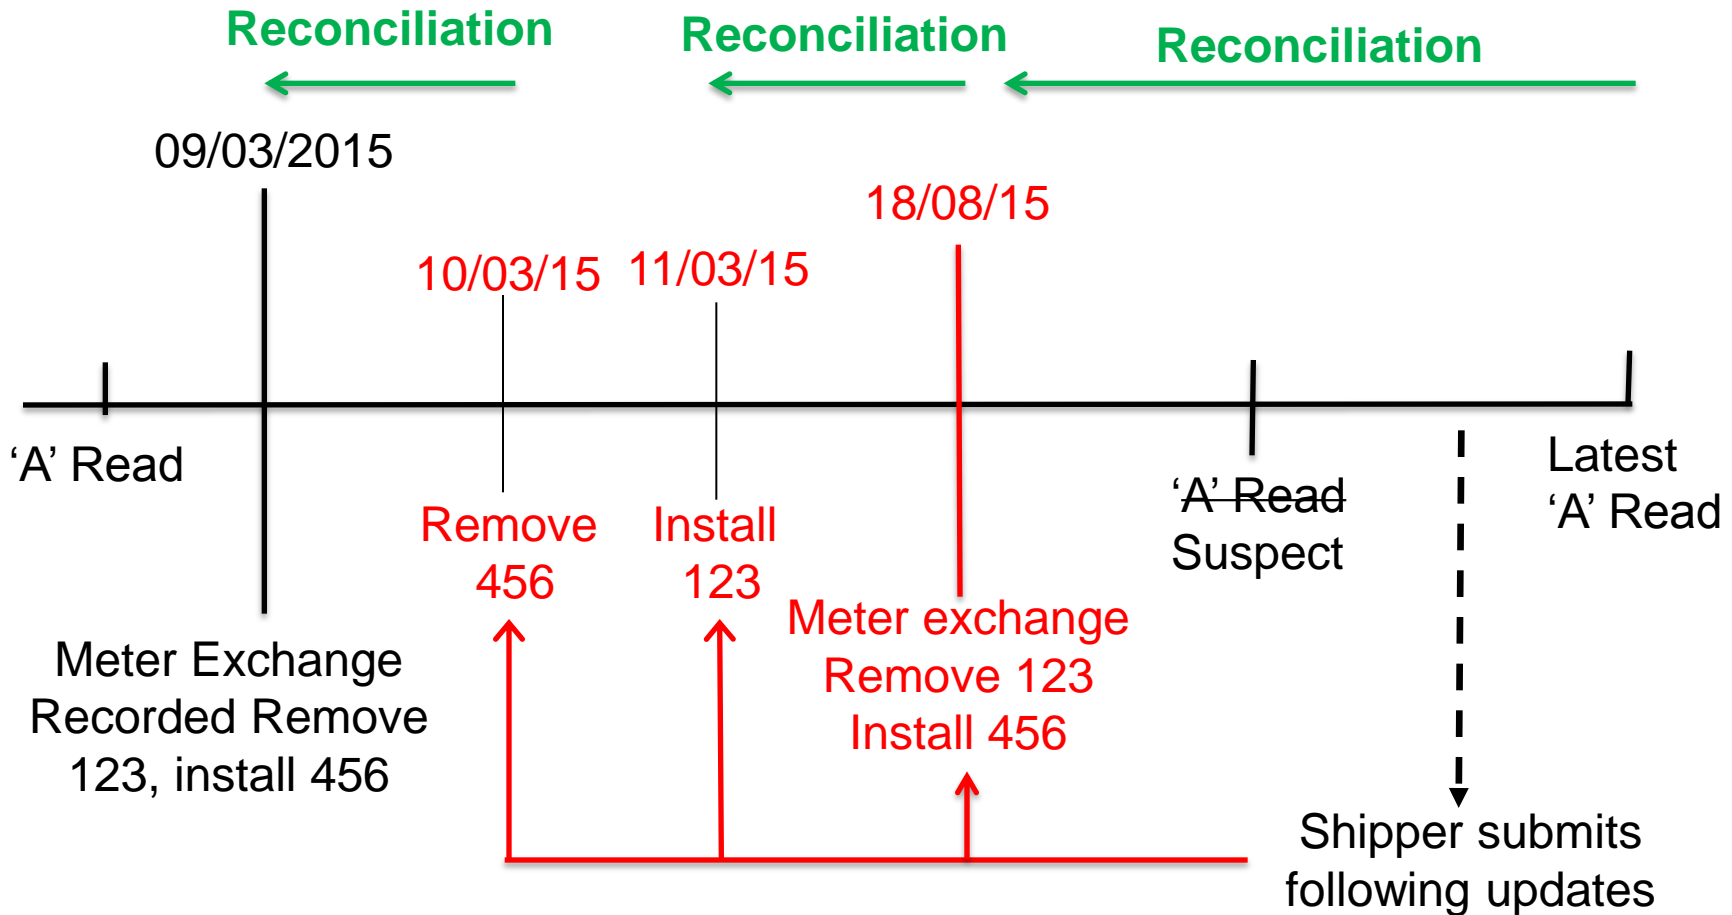 Reconciliation
Reconciliation
Reconciliation
09/03/2015
18/08/15
10/03/15
11/03/15
‘A’ Read
‘A’ Read
Suspect
Latest
‘A’ Read
Remove
456
Install
123
Meter exchange
Remove 123
Install 456
Meter Exchange
Recorded Remove
123, install 456
Shipper submits
following updates